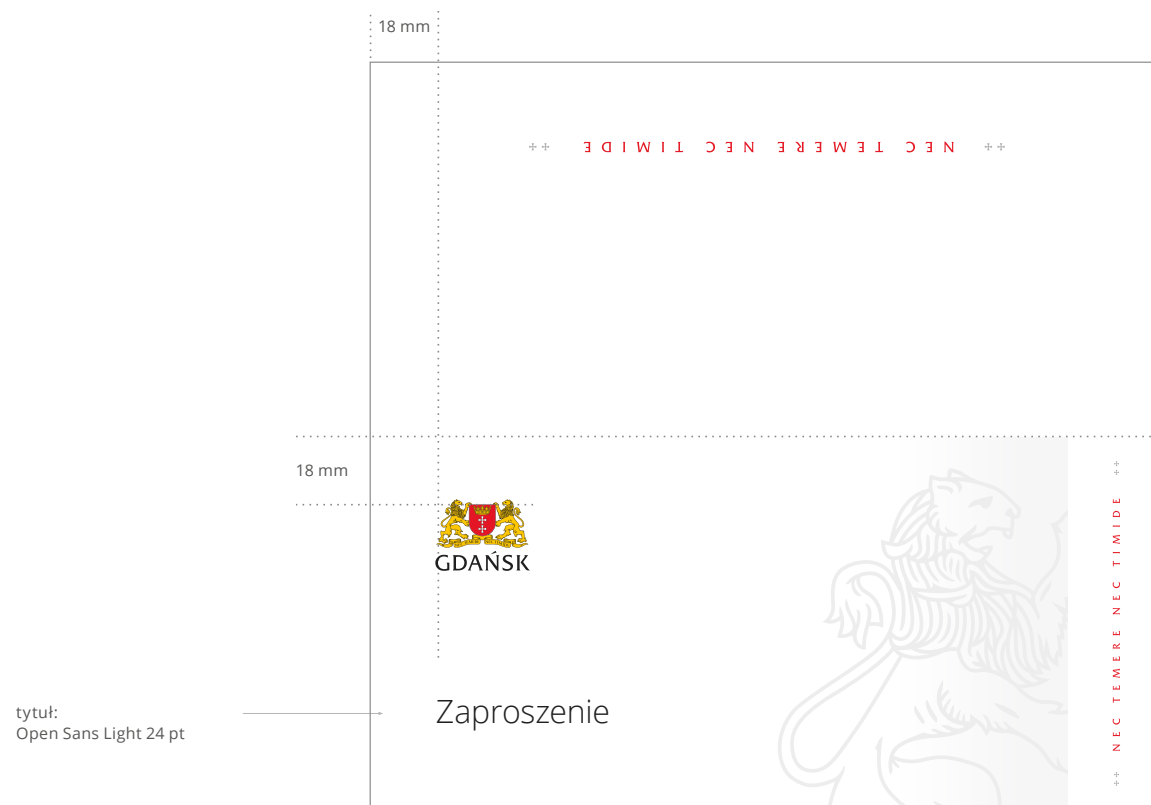 18 mm
NEC TEMERE NEC TIMIDE
18 mm
GDAŃSK
NEC TEMERE NEC TIMIDE
Zaproszenie
tytuł:
Open Sans Light 24 pt